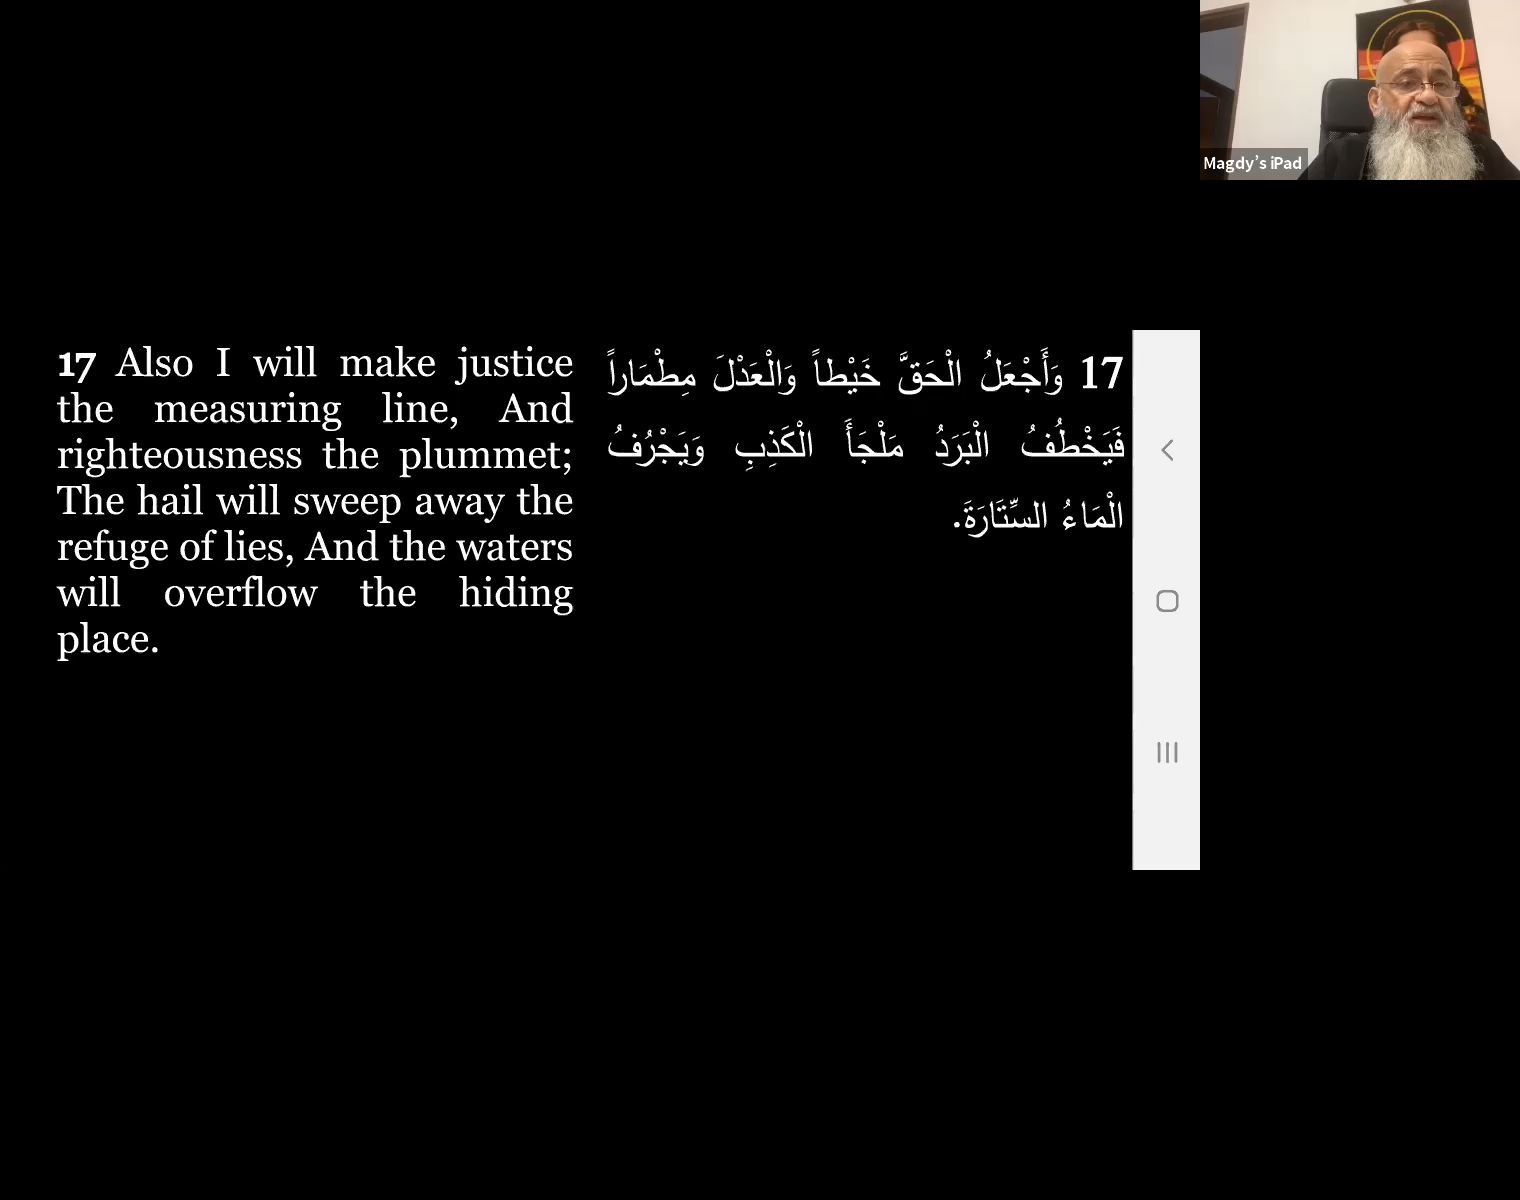 Magdy’s iPad
17 Also I will make justice
the measuring line, And
righteousness the plummet;
The hail will sweep away the
refuge of lies, And the waters
will overflow the hiding
place.
17 وَأَجْعَلُ الْحَقَّ خَيْطاً وَالْعَدْلَ مِطْمَاراً
فَيَخْطُفُ الْبَرَدُ مَلْجَأَ الْكَذِبِ وَيَجْرُفُ
الْمَاءُ السِّتَارَةَ.